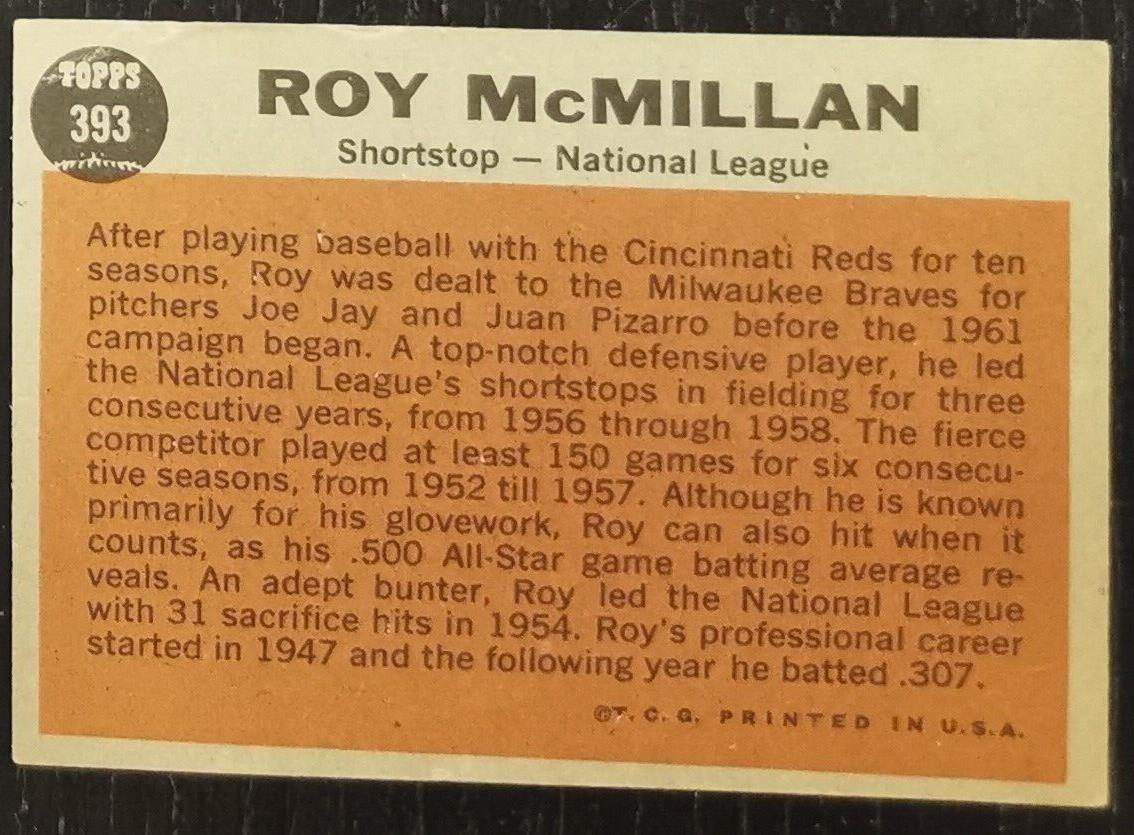 TOPPS
393
ROY McMILLAN
Shortstop — National League
After playing baseball with the Cincinnati Reds for ten
seasons, Roy was dealt to the Milwaukee Braves for
pitchers Joe Jay and Juan Pizarro before the 1961
campaign began. A top-notch defensive player, he led
the National League's shortstops in fielding for three
consecutive years, from 1956 through 1958. The fierce
competitor played at least 150 games for six consecu-
tive seasons, from 1952 till 1957. Although he is known
primarily for his glovework, Roy can also hit when it
counts, as his .500 All-Star game batting average re-
veals. An adept bunter, Roy led the National League
with 31 sacrifice hits in 1954. Roy's professional career
started in 1947 and the following year he batted .307.
©T. C. G. PRINTED IN U.S.A.